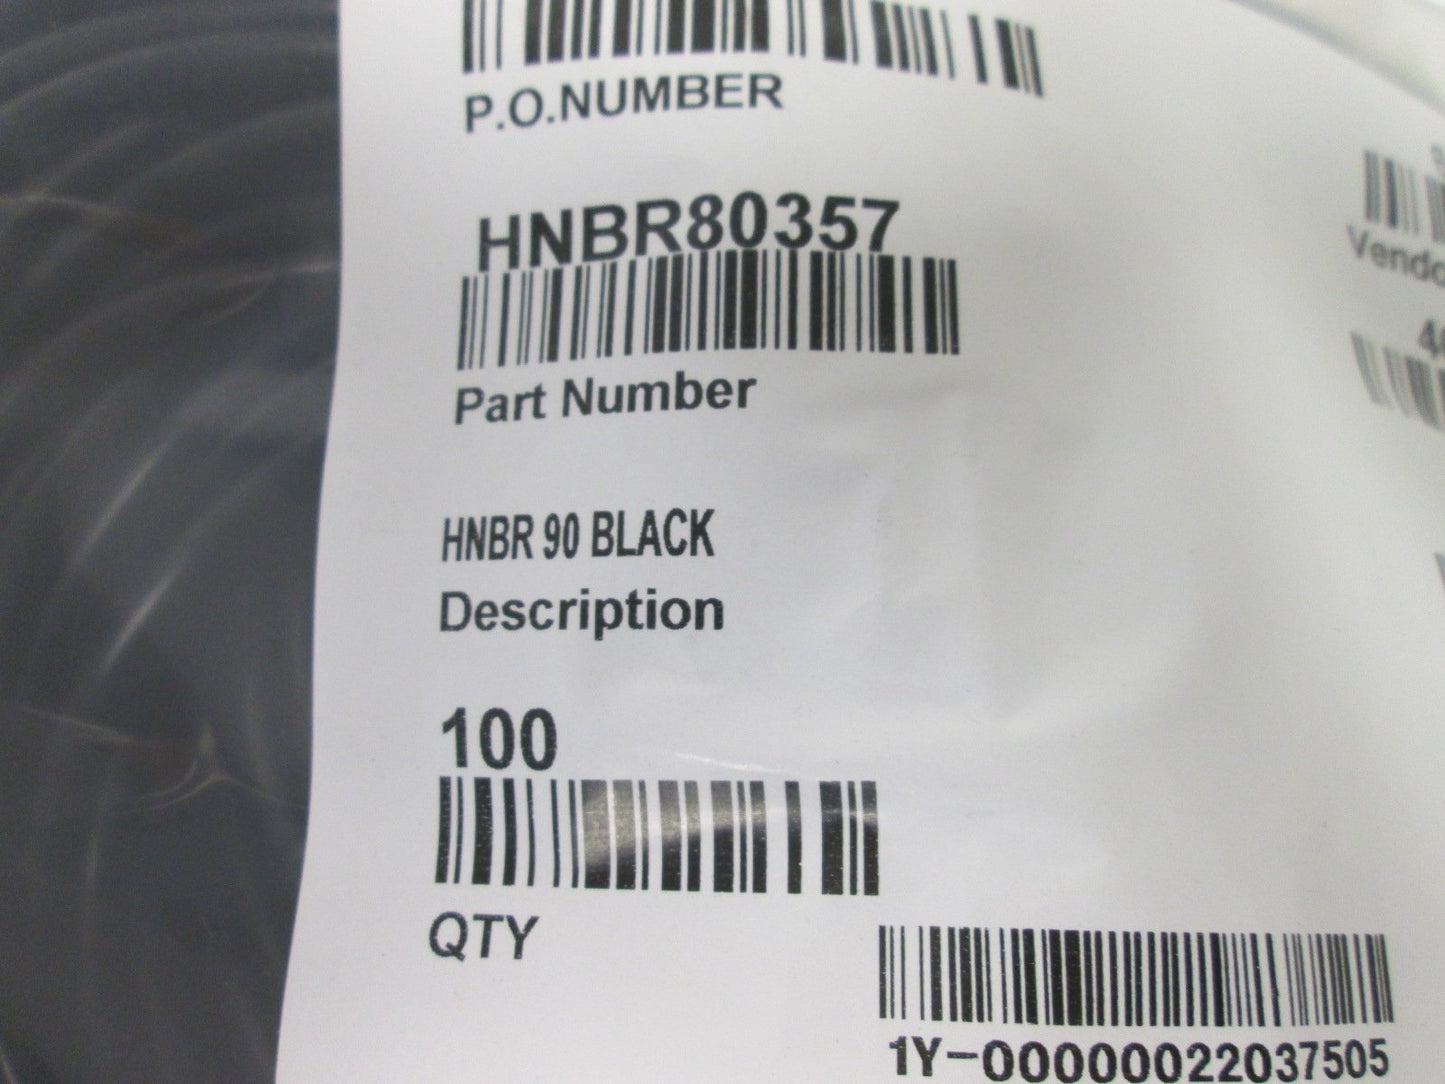 P.O.NUMBER
HNBR80357
Part Number
HNBR 90 BLACK
Description
100
QTY
1Y-00000022037505